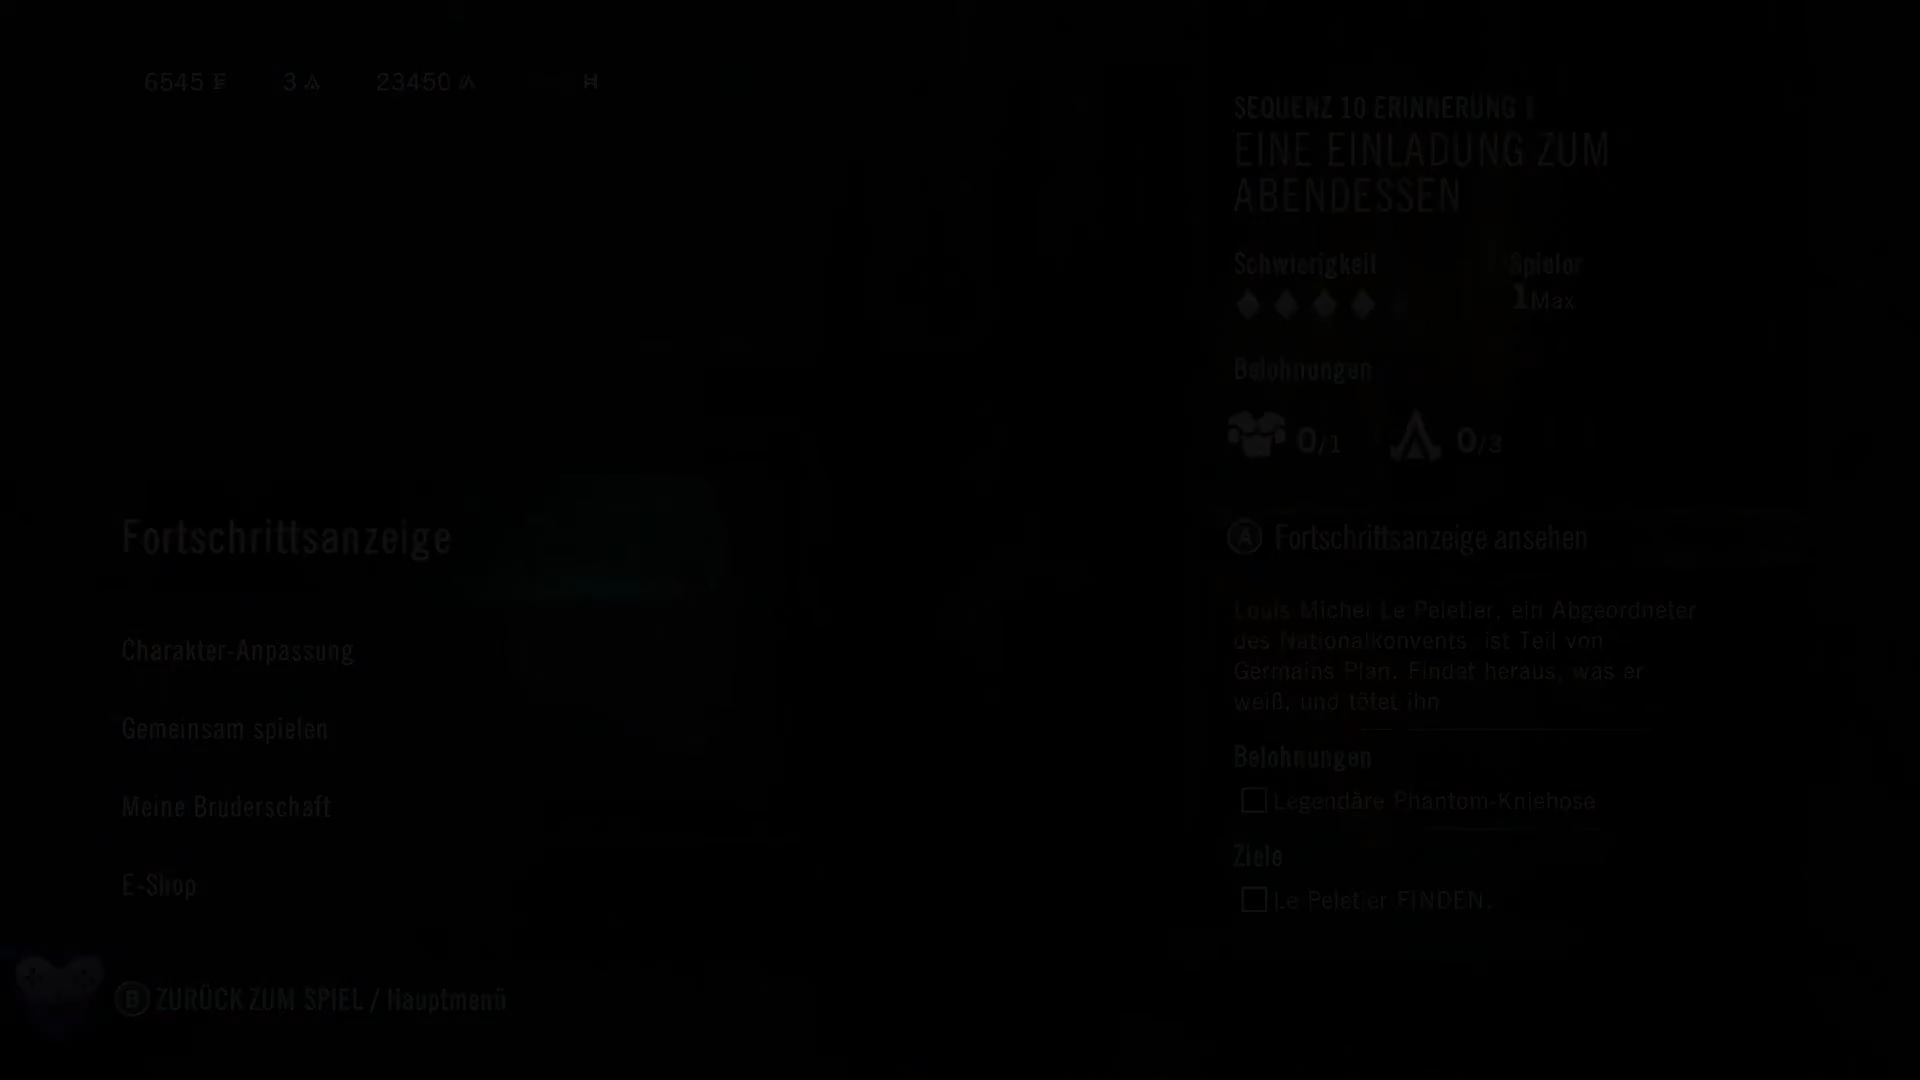 6545
3
23450
SEQUENZ 10 ERINNERUNG 1
EINE EINLADUNG ZUM
ABENDESSEN
Schwierigkeit
Spieler
1 Max
Belohnungen
0/1
0/3
Fortschrittsanzeige
A Fortschrittsanzeige ansehen
Louis Michel Le Peletier, ein Abgeordneter
des Nationalkonvents, ist Teil von
Germains Plan. Findet heraus, was er
weiß, und tötet ihn
Charakter-Anpassung
Gemeinsam spielen
Belohnungen
Legendäre Phantom-Kniehose
Meine Bruderschaft
Ziele
Le Peletier FINDEN.
E-Shop
B ZURÜCK ZUM SPIEL / Hauptmenü